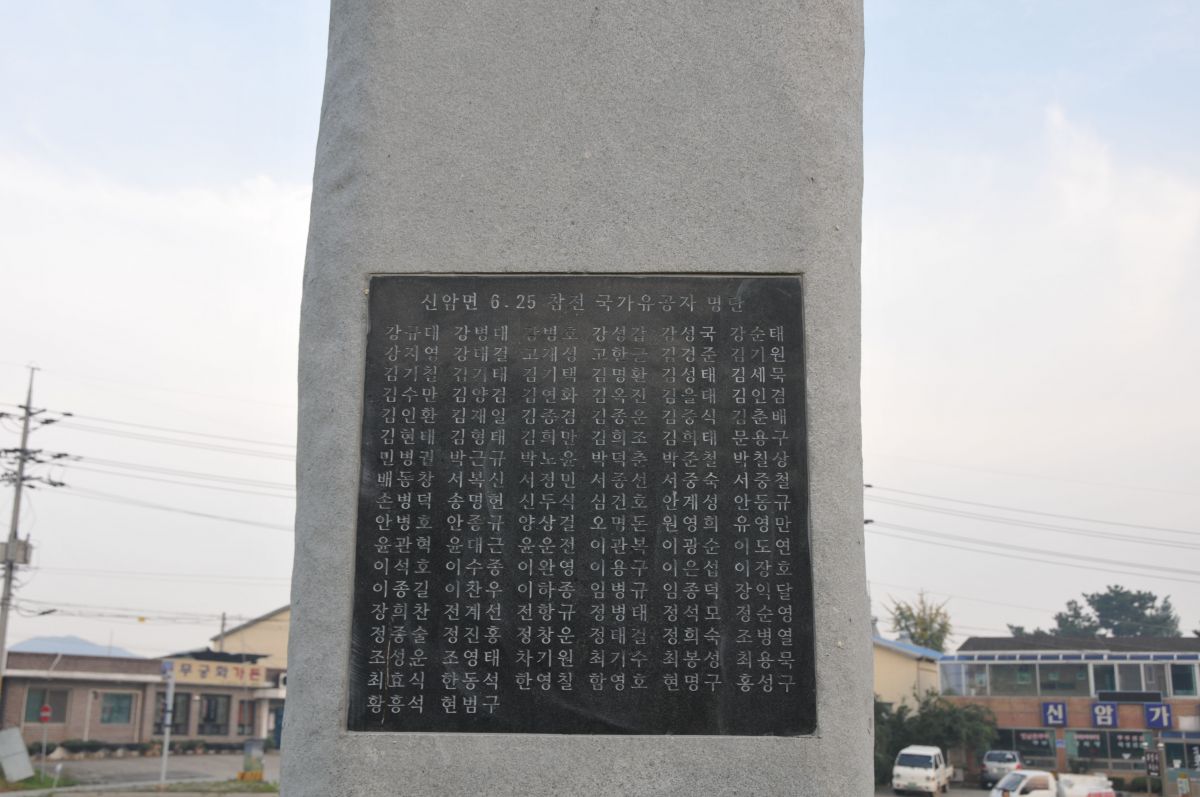 신암면 6.25 참전 국가유공자 명단
강규대 강병대 강범호 강성갑 강성국 강순태
강지영 강태결 고재성 고한근 김경준 김기원
김기철 김기태 김기택 김명환 김성태 김세묵
김수만 김양겸 김연화 김옥진 김을대 김인겸
김인환 김재일 김종겸 김종운 김중식 김춘배
김현태 김형태 김희만 김희조 김희태 문용구
민병권 박근규 박노윤 박덕춘 박준철 박칠상
배동창 서복신 서정민 서종선 서중숙 서중철
손병덕 송명현 신두식 심건호 안계성 안동규
안병호 안종규 양상걸 오명돈 원영희 유영만
윤관혁 윤대근 윤운전 이관복 이광순 이도연
이석호 이수종 이완영 이용구 이은섭 이장호
이종길 이찬우 이하종 임병규 임종덕 장익달
장희찬 전계선 전항규 정병대 정석모 정순영
정종술 정진홍 정창운 정태걸 정희숙 조병열
조성운 조영태 차기원 최기수 최봉성 최용묵
최효식 한동석 한영칠 함영호 현명구 홍성구
황흥석 현범구
무궁화가든
신암가